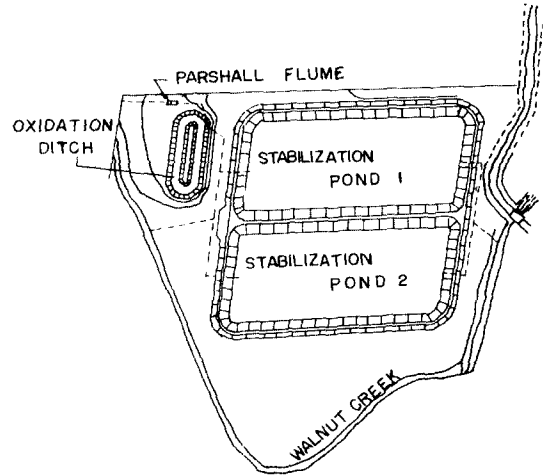 PARSHALL FLUME
OXIDATION
DITCH
STABILIZATION
POND 1
STABILIZATION
POND 2
WALNUT CREEK